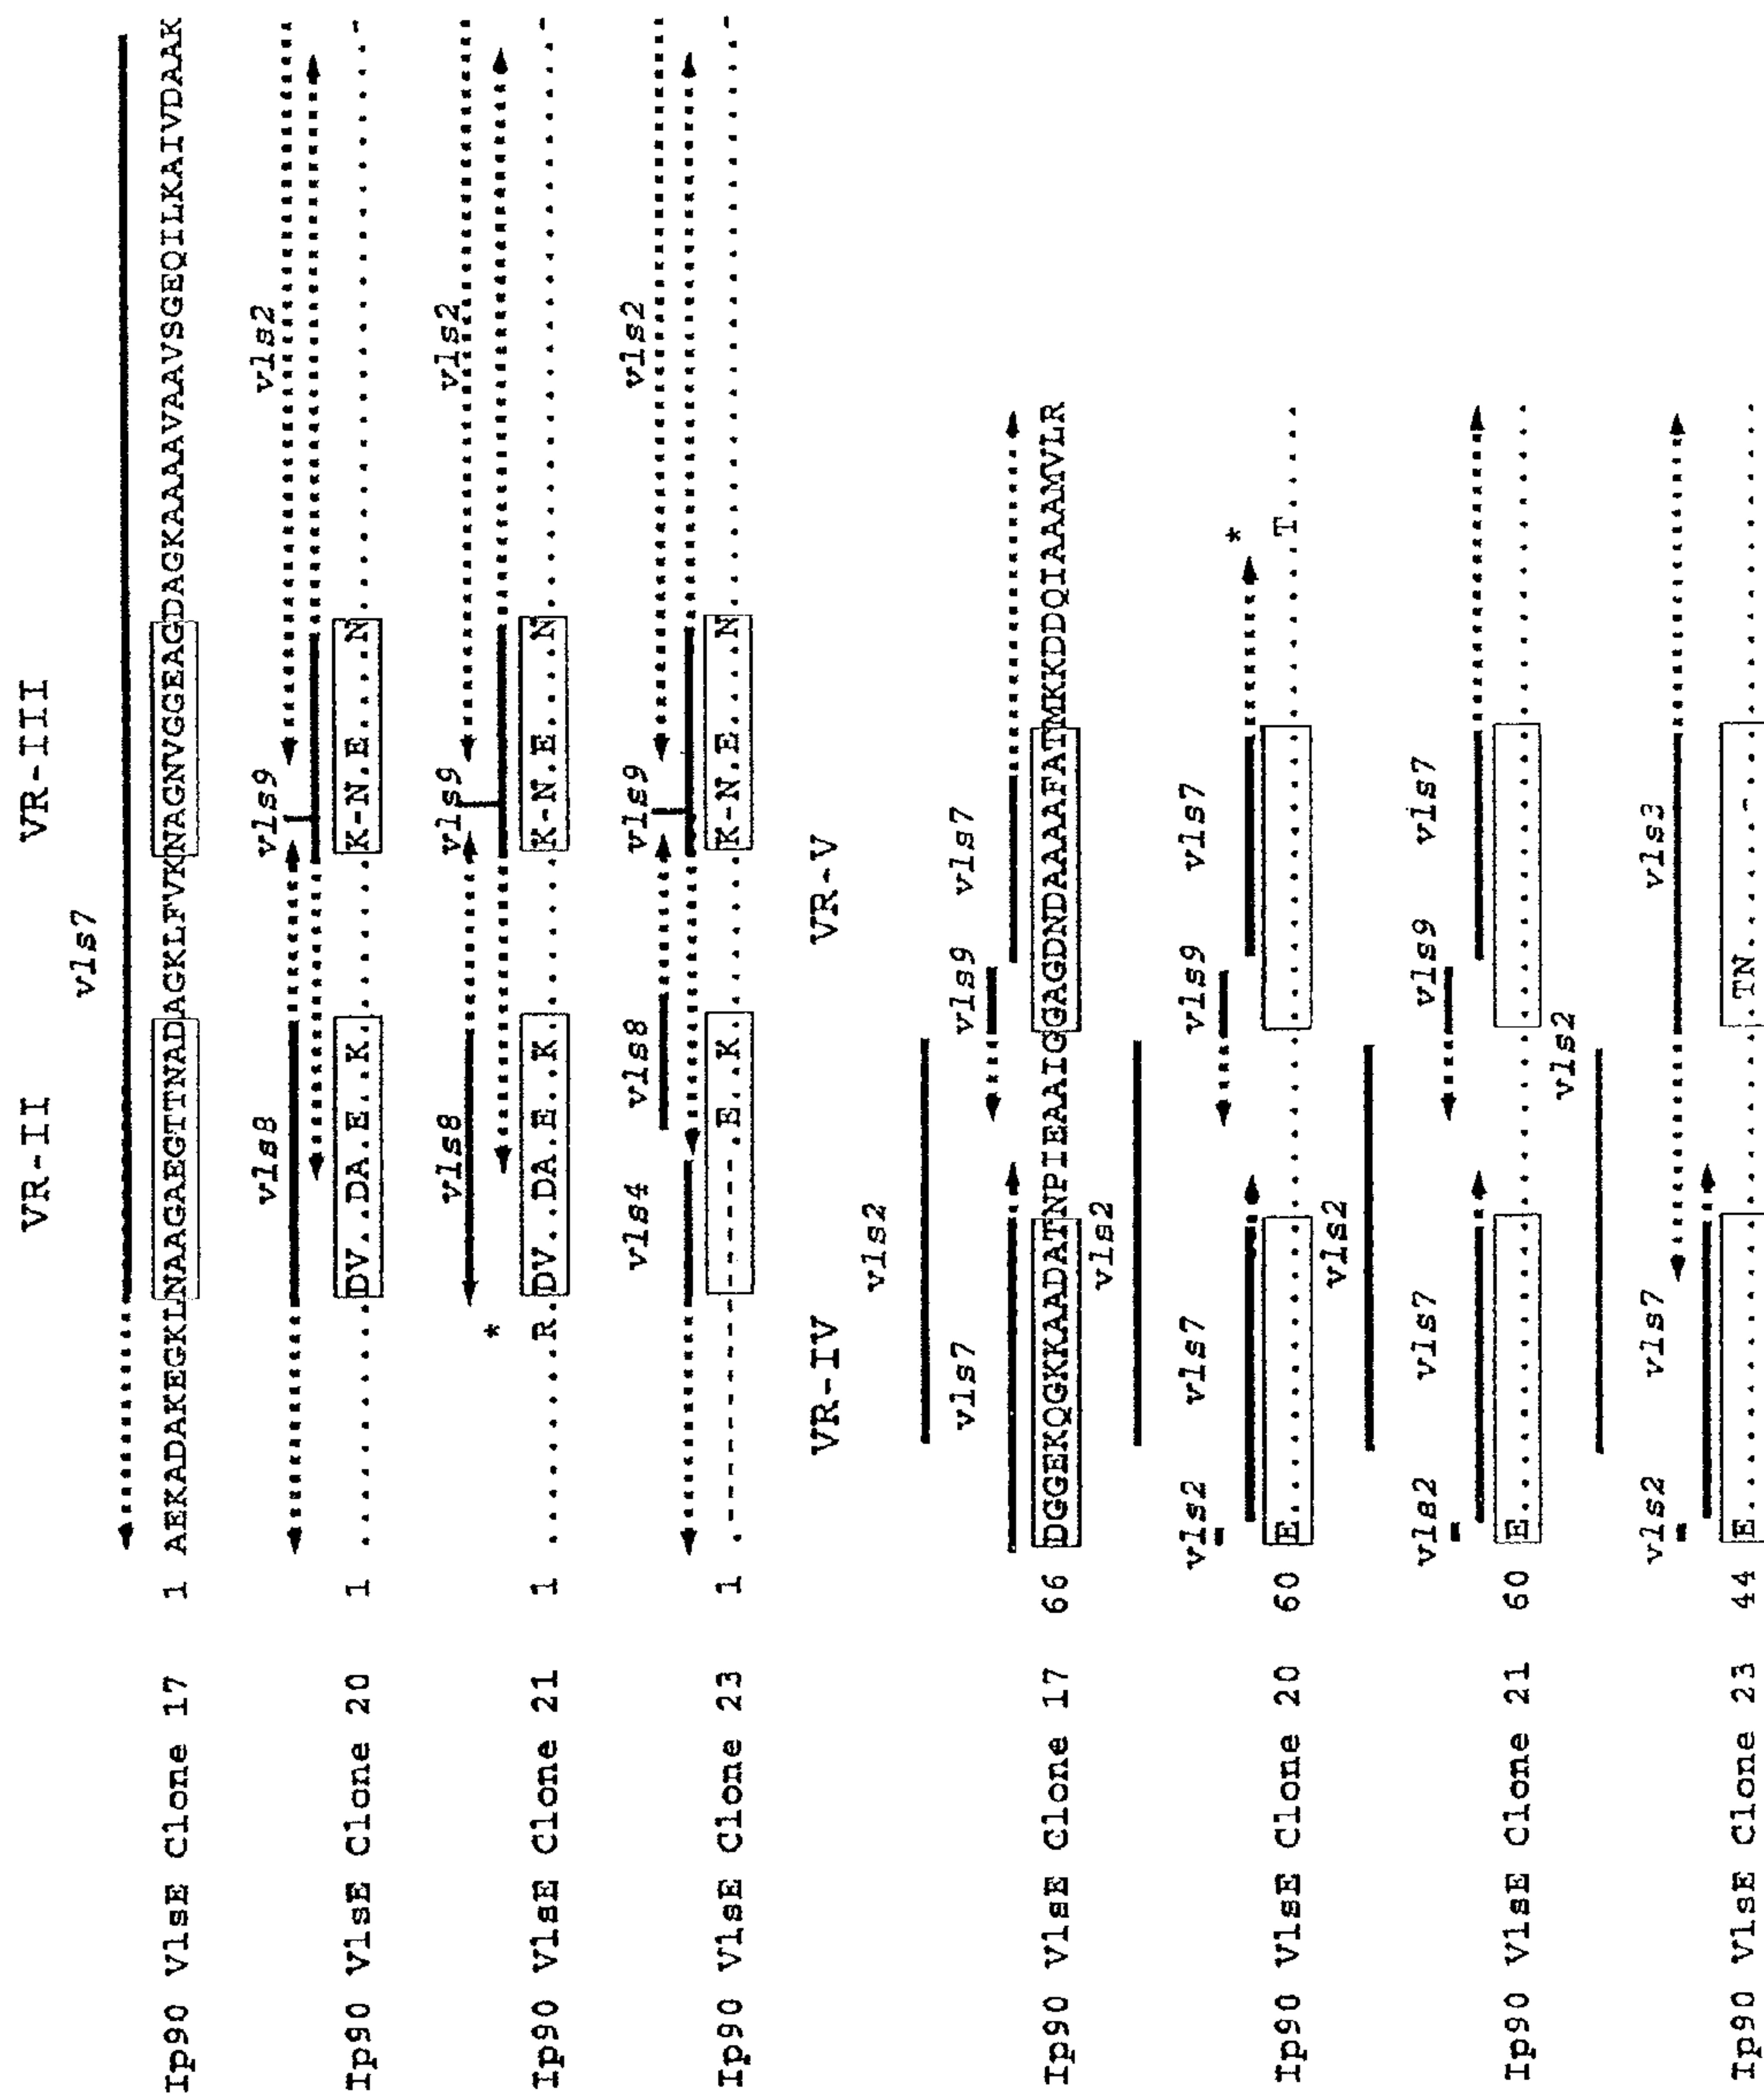 VR-II VR-III
vls7
Ip90 VlsE Clone 17 1 AEKADAKEGKLNAAGAEGTTNADAGKLFVKNAGNVGGEAGDAGKAAAAVAAVSGEQILKAIVDAAK
vls8 vls9 vls2
Ip90 VlsE Clone 20 1 ...........DV..DA.E..K........K-N.E....N.........................-
vls8 vls9 vls2
*
Ip90 VlsE Clone 21 1 .........R.DV..DA.E..K........K-N.E....N.........................-
vls4 vls8 vls9 vls2
Ip90 VlsE Clone 23 1 .----------------.E..K........K-N.E....N.........................-
VR-IV VR-V
vls2
vls7 vls9 vls7
Ip90 VlsE Clone 17 66 DGGEKQGKKAADATNPIEAAIGGAGDNDAAAAFATMKKDDQIAAAMVLR
vls2
vls2 vls7 vls9 vls7 *
Ip90 VlsE Clone 20 60 E..........................................T.....
vls2
vls2 vls7 vls9 vls7
Ip90 VlsE Clone 21 60 E................................................
vls2
vls2 vls7 vls3
Ip90 VlsE Clone 23 44 E......................TN........................